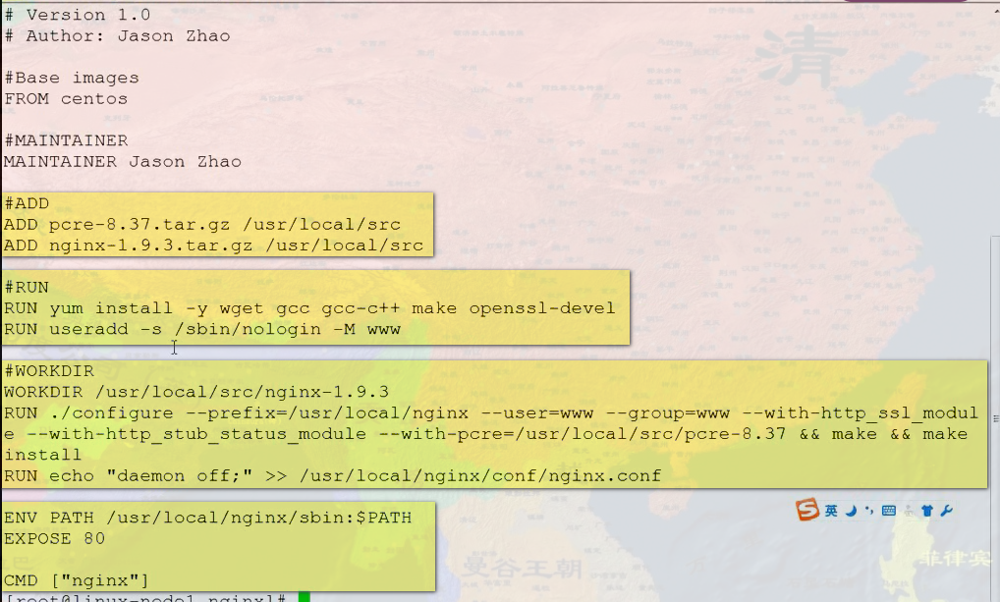 # Version 1.0
# Author: Jason Zhao
#Base images
FROM centos
#MAINTAINER
MAINTAINER Jason Zhao
#ADD
ADD pcre-8.37.tar.gz /usr/local/src
ADD nginx-1.9.3.tar.gz /usr/local/src
#RUN
RUN yum install -y wget gcc gcc-c++ make openssl-devel
RUN useradd -s /sbin/nologin -M www
#WORKDIR
WORKDIR /usr/local/src/nginx-1.9.3
RUN ./configure --prefix=/usr/local/nginx --user=www --group=www --with-http_ssl_modul
e --with-http_stub_status_module --with-pcre=/usr/local/src/pcre-8.37 && make && make
install
RUN echo "daemon off;" >> /usr/local/nginx/conf/nginx.conf
ENV PATH /usr/local/nginx/sbin:$PATH
EXPOSE 80
CMD ["nginx"]
[root@linux-node1 nginx]#
清
英
菲律宾
曼谷王朝